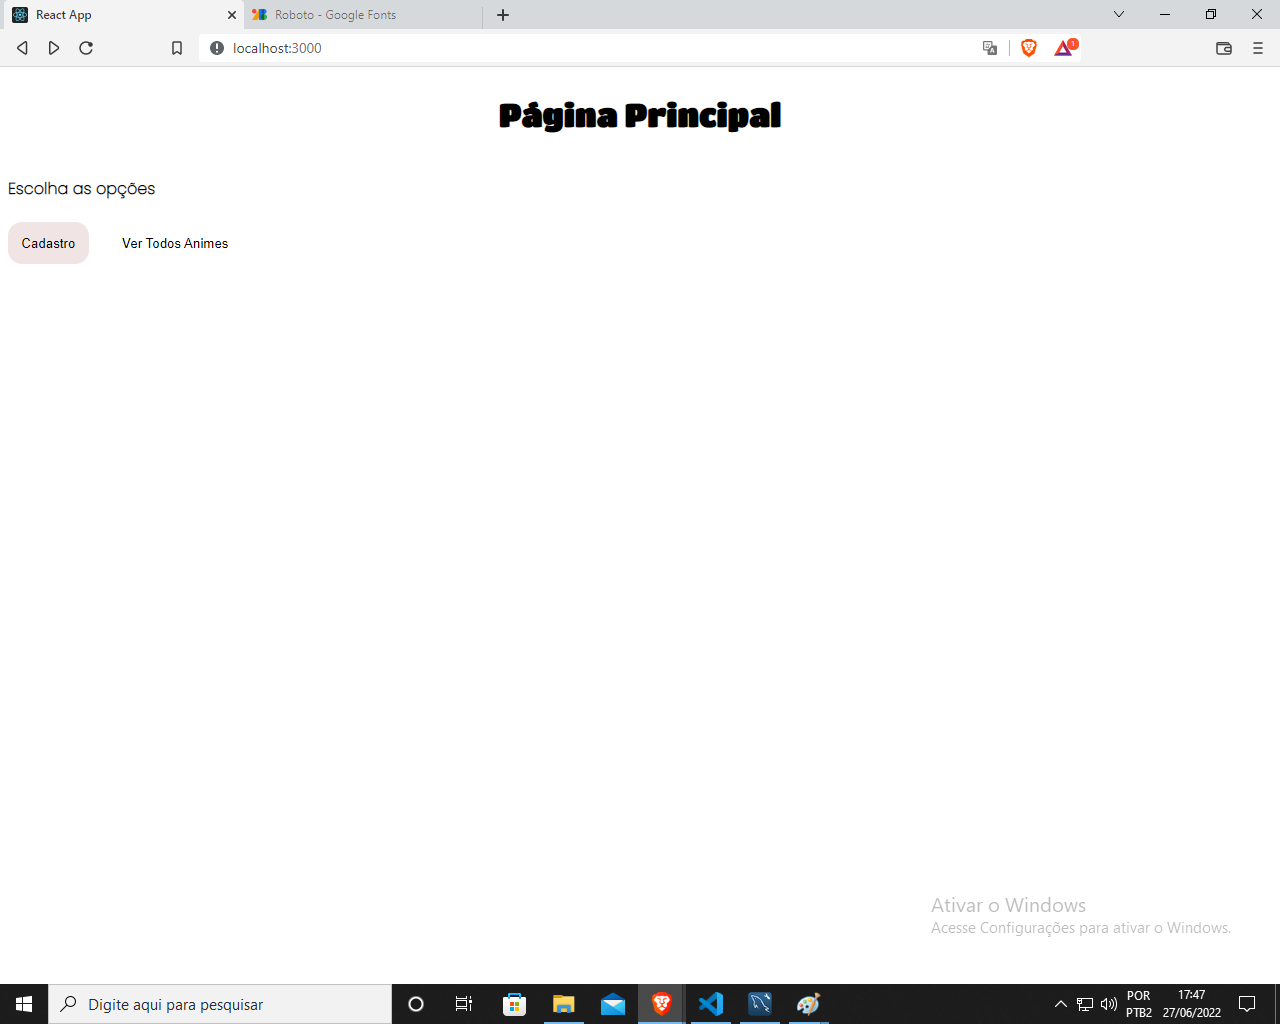 React App
Roboto - Google Fonts
localhost:3000
1
Página Principal
Escolha as opções
Cadastro
Ver Todos Animes
Ativar o Windows
Acesse Configurações para ativar o Windows.
Digite aqui para pesquisar
POR
PTB2
17:47
27/06/2022